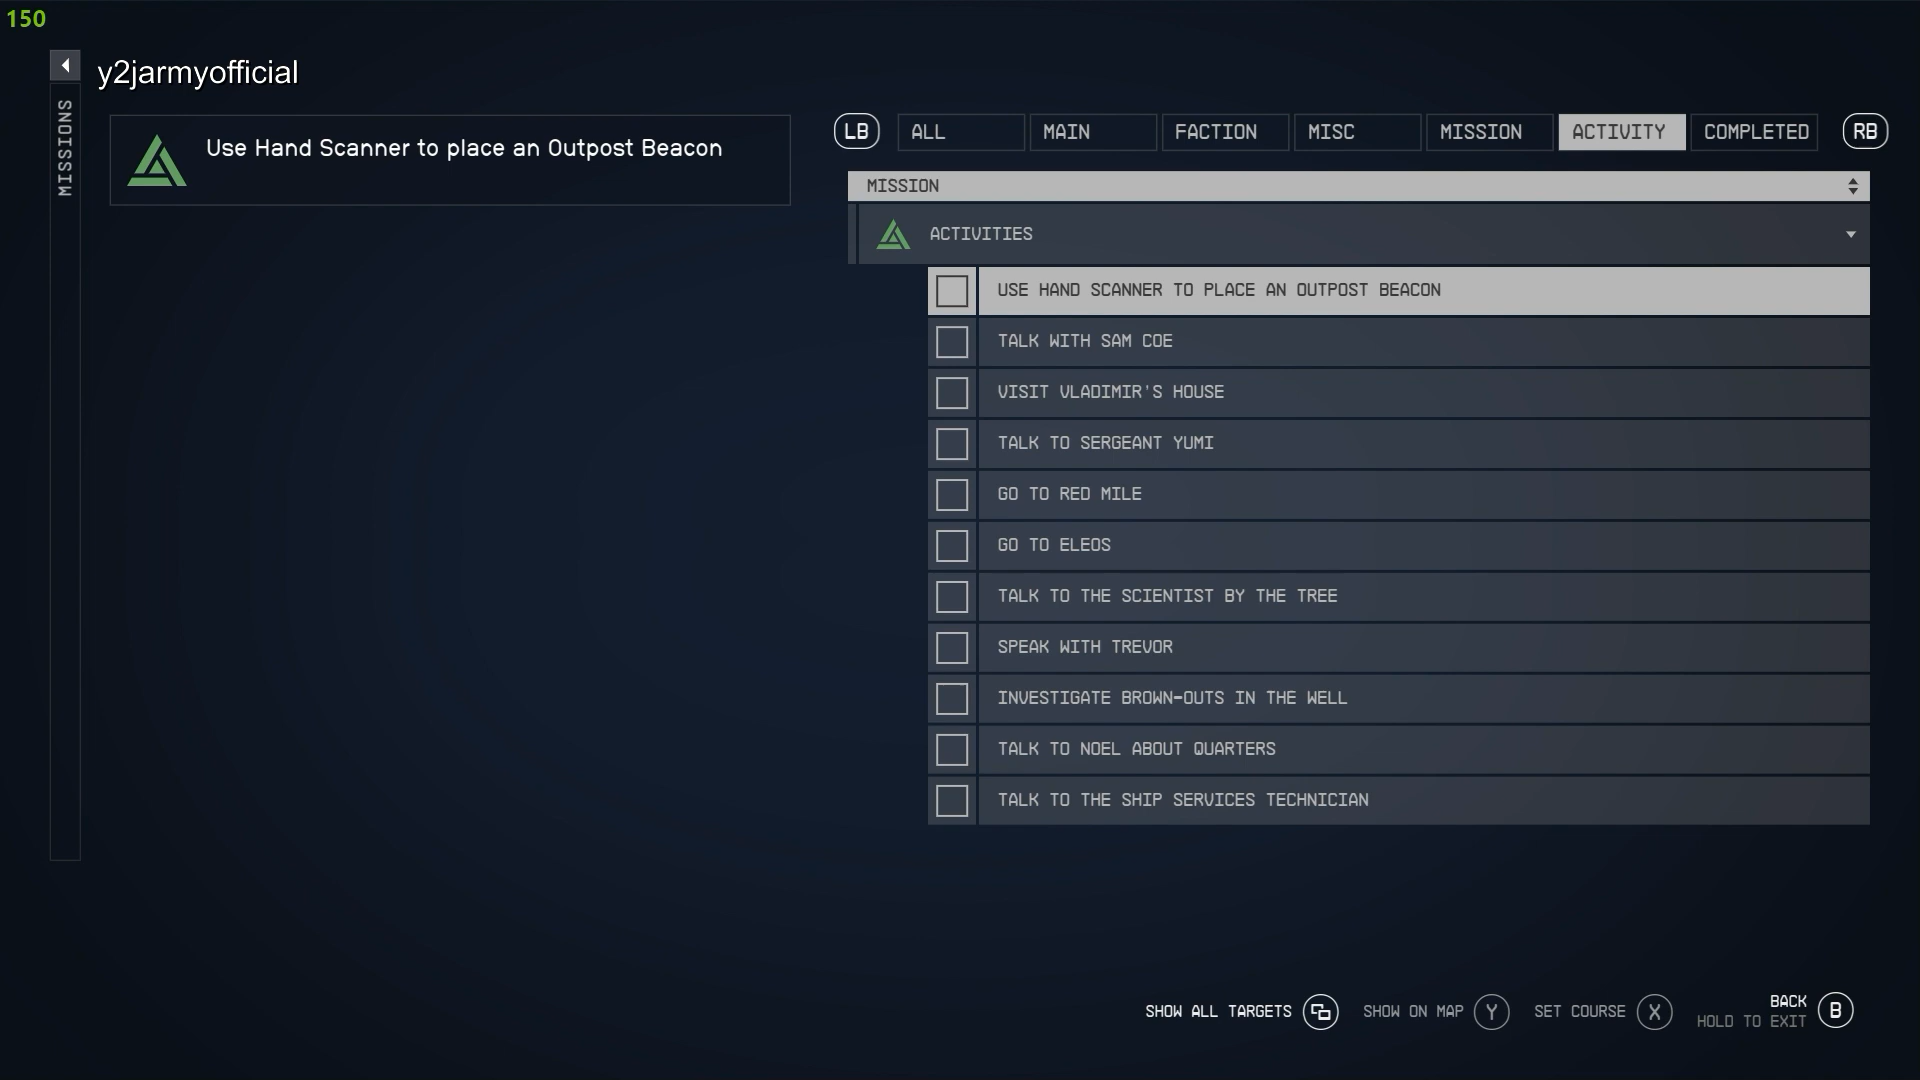 150
y2jarmyofficial
MISSIONS
Use Hand Scanner to place an Outpost Beacon
LB ALL MAIN FACTION MISC MISSION ACTIVITY COMPLETED RB
MISSION
ACTIVITIES
USE HAND SCANNER TO PLACE AN OUTPOST BEACON
TALK WITH SAM COE
VISIT VLADIMIR'S HOUSE
TALK TO SERGEANT YUMI
GO TO RED MILE
GO TO ELEOS
TALK TO THE SCIENTIST BY THE TREE
SPEAK WITH TREVOR
INVESTIGATE BROWN-OUTS IN THE WELL
TALK TO NOEL ABOUT QUARTERS
TALK TO THE SHIP SERVICES TECHNICIAN
SHOW ALL TARGETS SHOW ON MAP Y SET COURSE X BACK B
HOLD TO EXIT